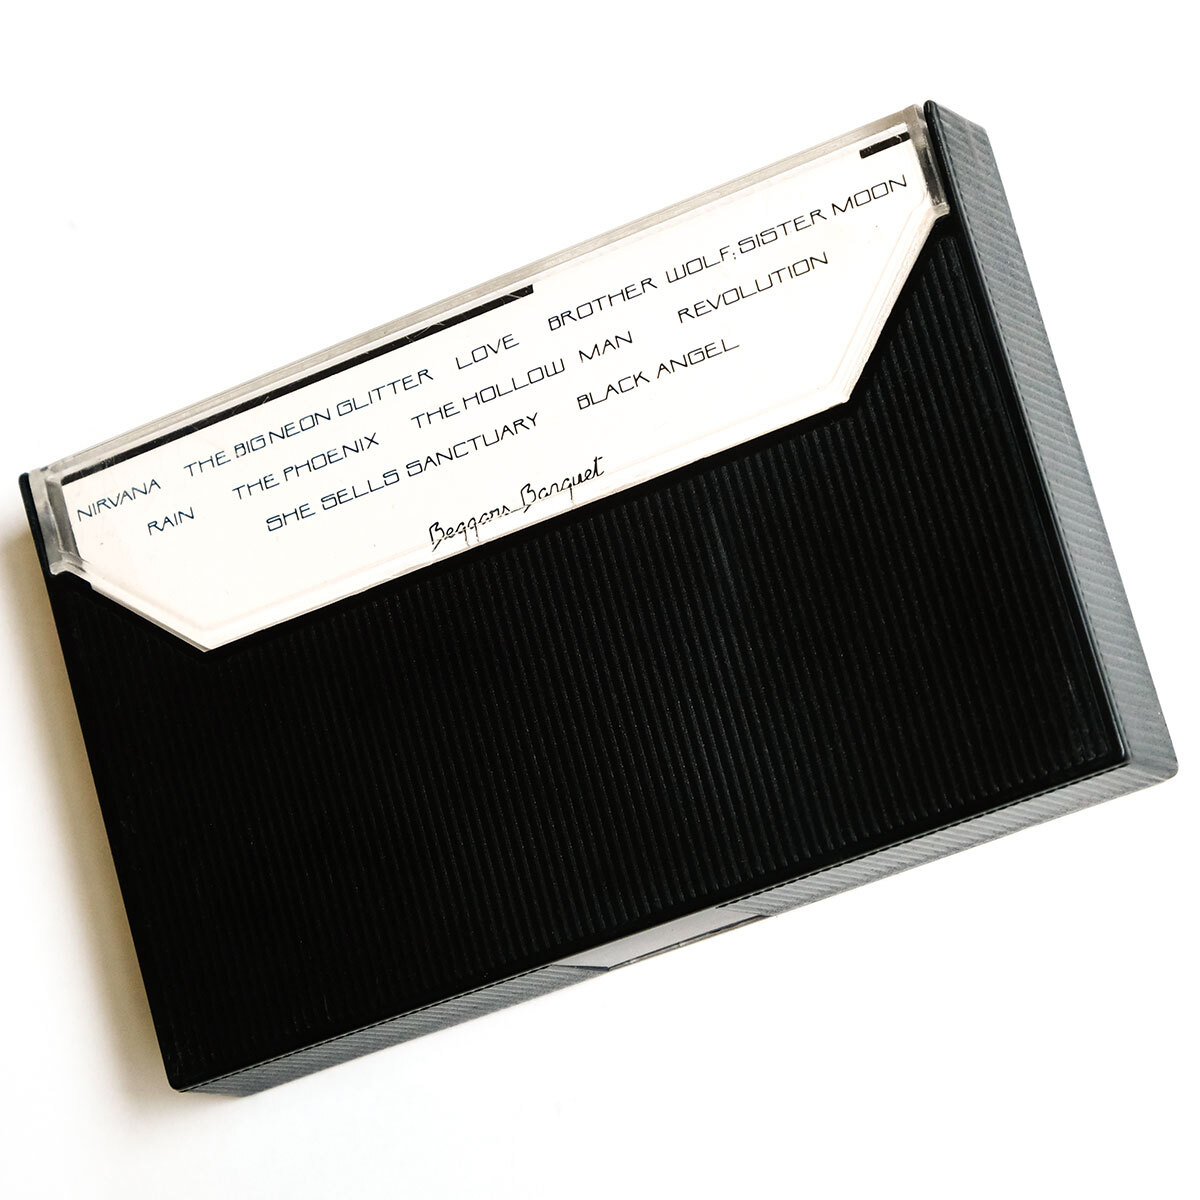 NIRVANA THE BIG NEON GLITTER LOVE BROTHER WOLF; SISTER MOON
RAIN THE PHOENIX THE HOLLOW MAN REVOLUTION
SHE SELLS SANCTUARY BLACK ANGEL
Beggars Banquet